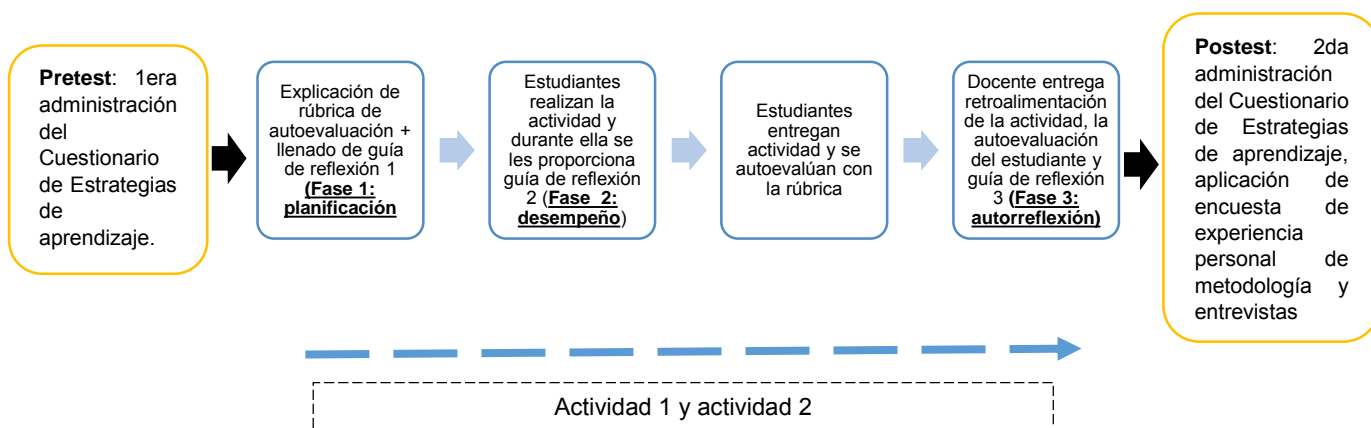 Pretest: 1era
administración
del
Cuestionario
de Estrategias
de
aprendizaje.
Explicación de
rúbrica de
autoevaluación +
llenado de guía
de reflexión 1
(Fase 1:
planificación
Estudiantes
realizan la
actividad y
durante ella se
les proporciona
guía de reflexión
2 (Fase 2:
desempeño)
Estudiantes
entregan
actividad y se
autoevalúan con
la rúbrica
Docente entrega
retroalimentación
de la actividad, la
autoevaluación
del estudiante y
guía de reflexión
3 (Fase 3:
autorreflexión)
Postest: 2da
administración
del Cuestionario
de Estrategias
de aprendizaje,
aplicación de
encuesta de
experiencia
personal de
metodología y
entrevistas
Actividad 1 y actividad 2